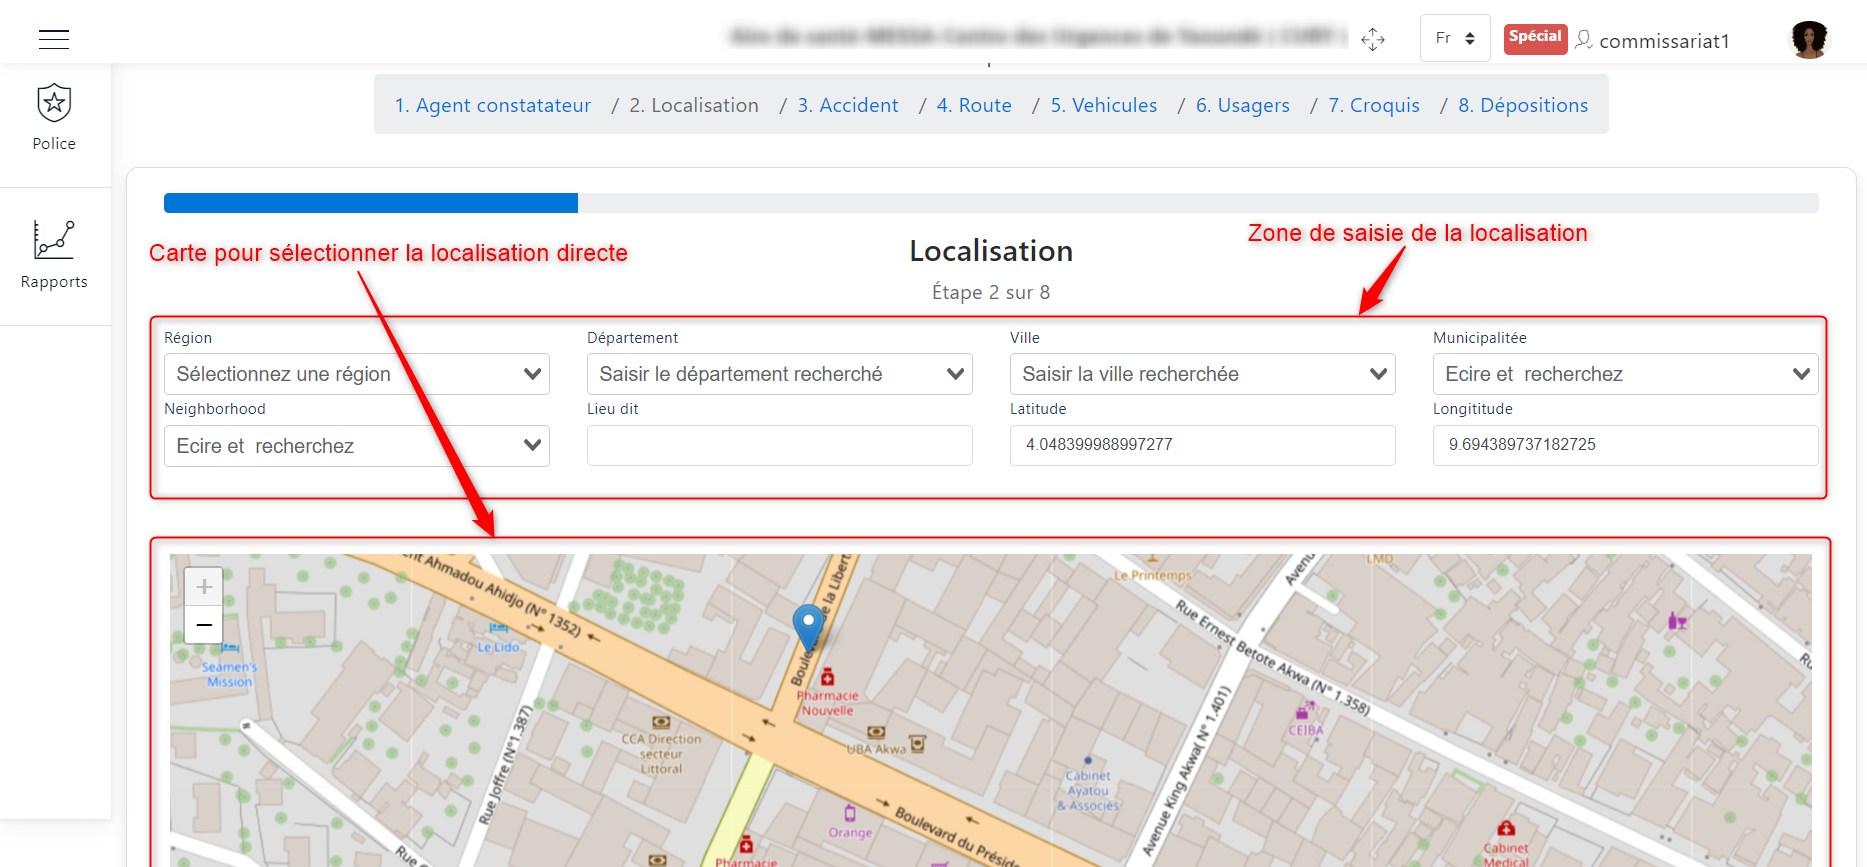 Fr
Spécial
commissariat1
Police
Rapports
1. Agent constatateur / 2. Localisation / 3. Accident / 4. Route / 5. Vehicules / 6. Usagers / 7. Croquis / 8. Dépositions
Carte pour sélectionner la localisation directe
Zone de saisie de la localisation
Localisation
Étape 2 sur 8
Région
Département
Ville
Municipalitée
Sélectionnez une région
Saisir le département recherché
Saisir la ville recherchée
Ecire et recherchez
Neighborhood
Lieu dit
Latitude
Longititude
Ecire et recherchez
4.048399988997277
9.694389737182725
+
−
Ahmadou Ahidjo (N° 1352)
de la Libert
Le Printemps
Avenu
LMD
Le Lido
Seamen's
Mission
Rue Ernest Betote Akwa (N° 1.358)
Pharmacie
Nouvelle
Rue Joffre (N°1.387)
CCA Direction
secteur
Littoral
UBA Akwa
Avenue King Akwa( N° 1.401)
CEIBA
Cabinet
Ayatou
& Associés
Orange
Boulevard du Préside
Rue
Pharmacie
Cabinet
Medical